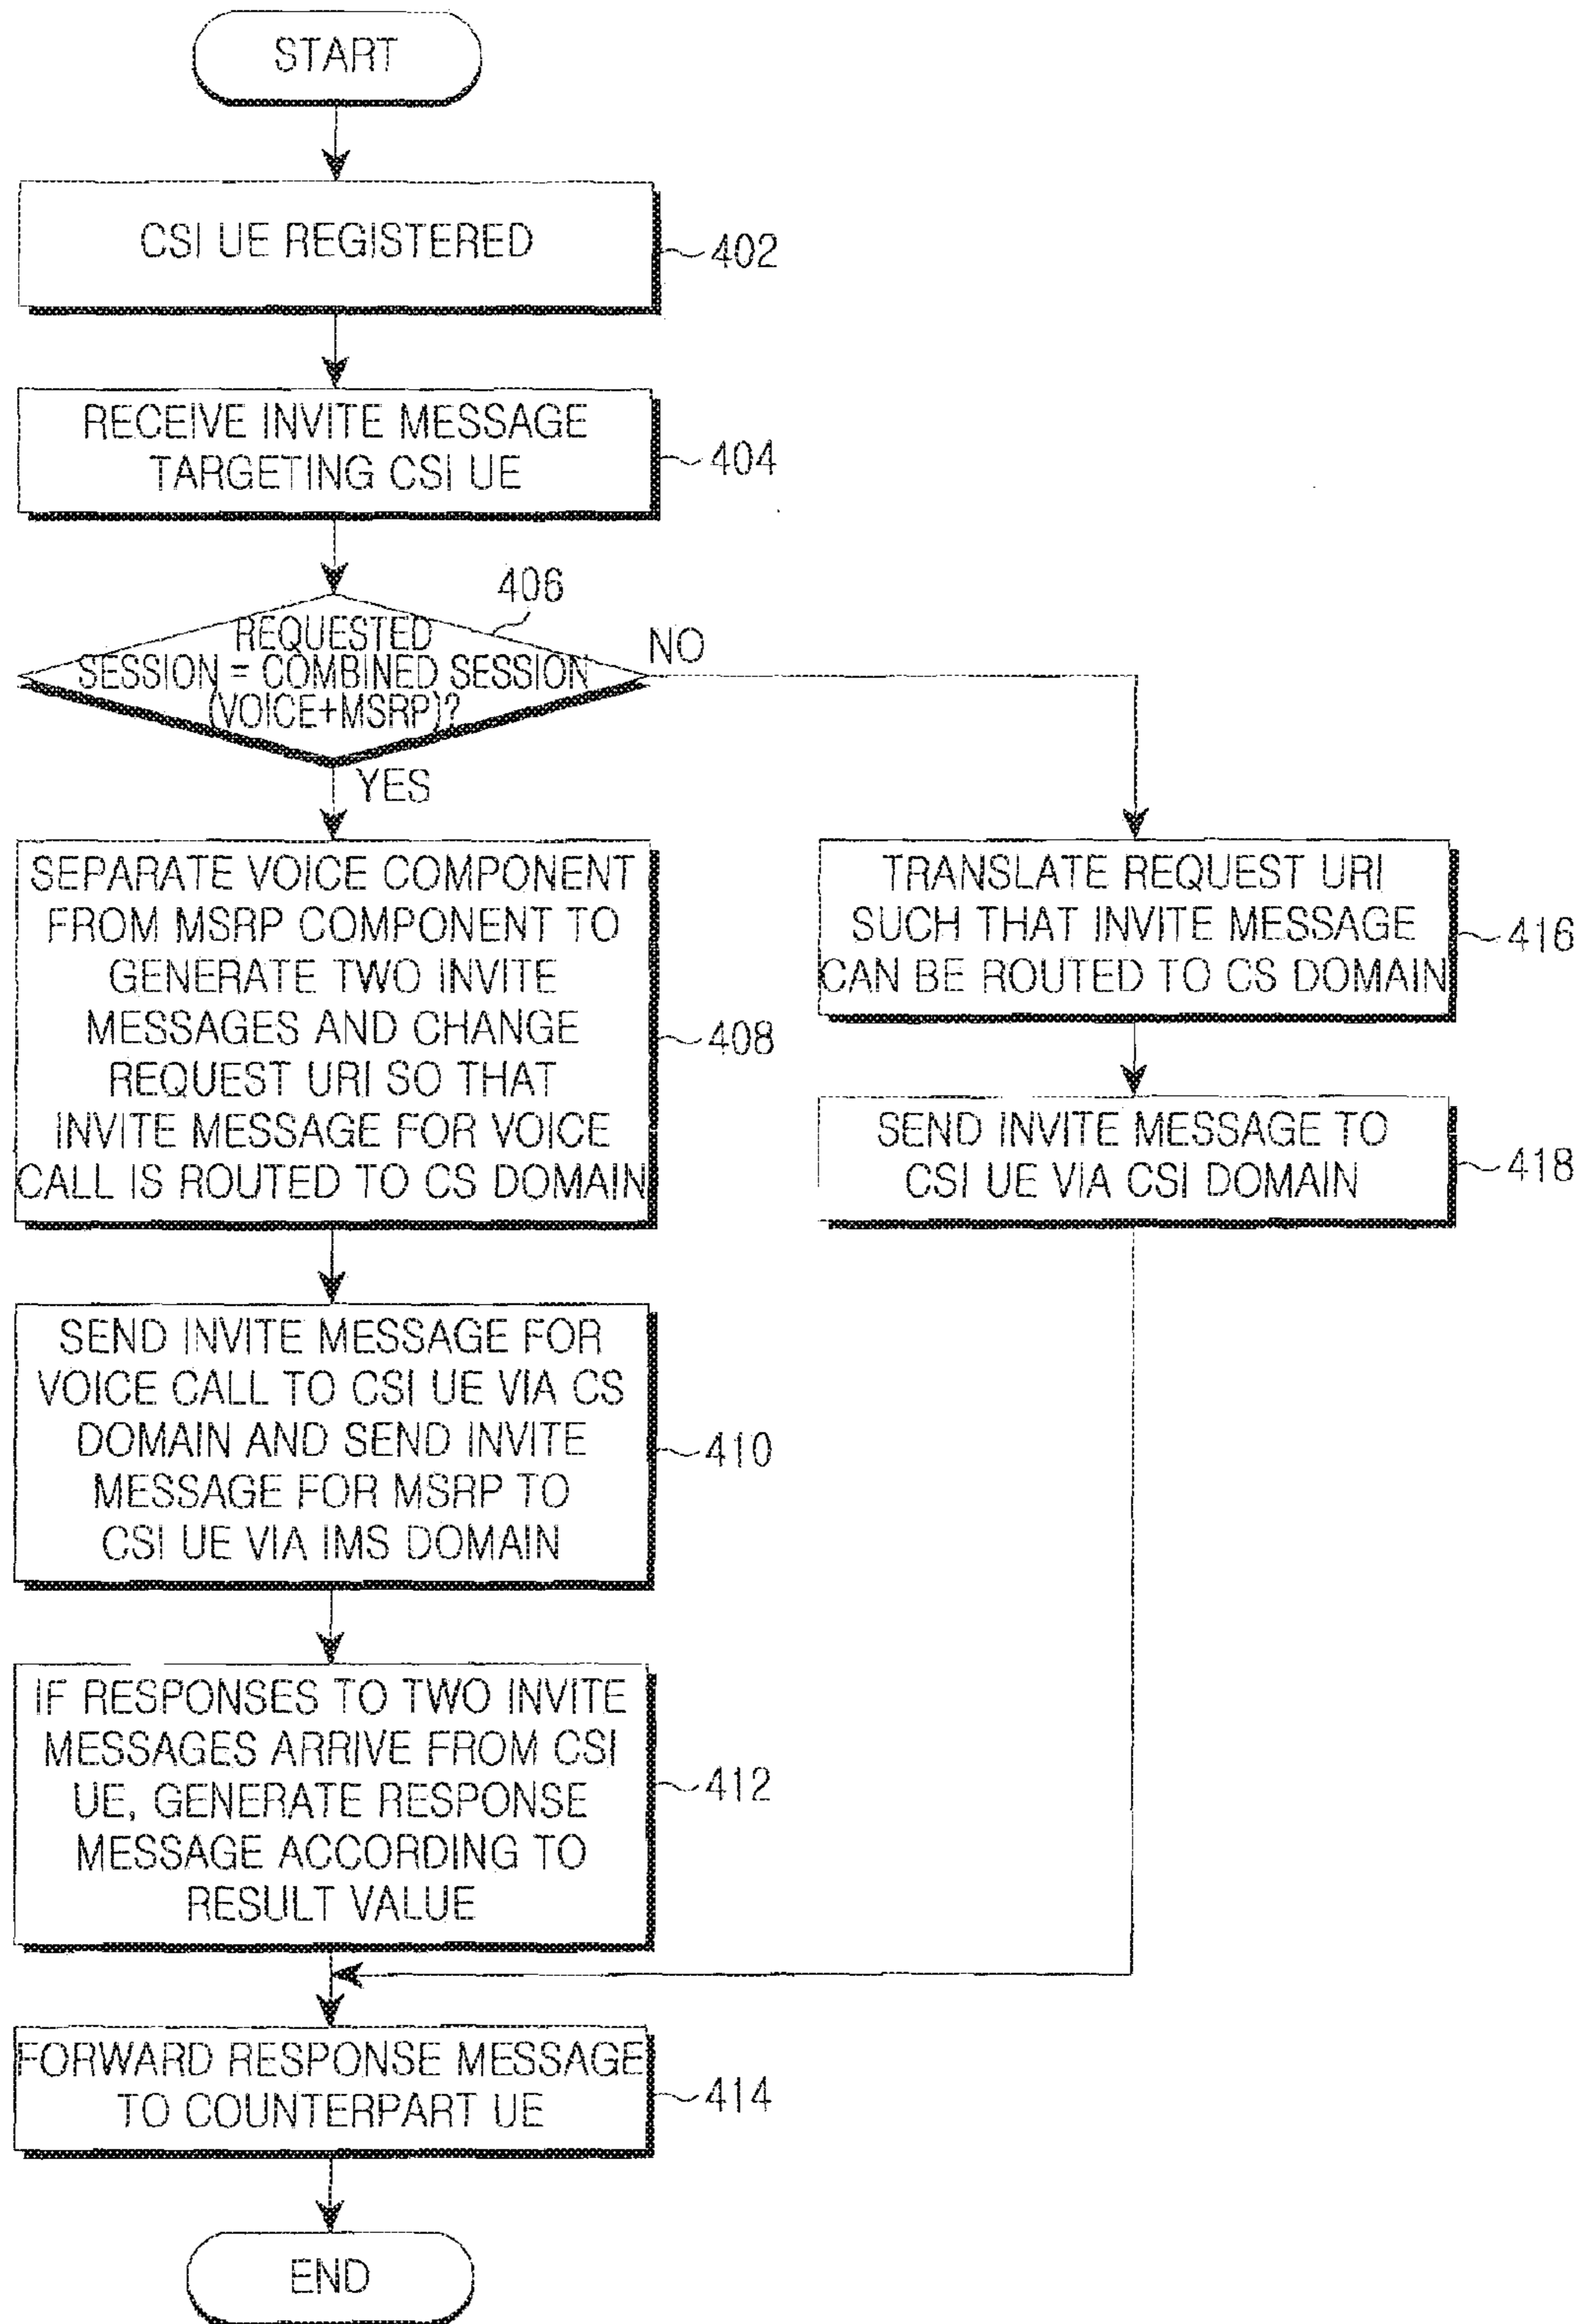 START
CSI UE REGISTERED
402
RECEIVE INVITE MESSAGE
TARGETING CSI UE
404
406
REQUESTED
SESSION = COMBINED SESSION
(VOICE+MSRP)?
NO
YES
SEPARATE VOICE COMPONENT
FROM MSRP COMPONENT TO
GENERATE TWO INVITE
MESSAGES AND CHANGE
REQUEST URI SO THAT
INVITE MESSAGE FOR VOICE
CALL IS ROUTED TO CS DOMAIN
408
TRANSLATE REQUEST URI
SUCH THAT INVITE MESSAGE
CAN BE ROUTED TO CS DOMAIN
416
SEND INVITE MESSAGE TO
CSI UE VIA CSI DOMAIN
418
SEND INVITE MESSAGE FOR
VOICE CALL TO CSI UE VIA CS
DOMAIN AND SEND INVITE
MESSAGE FOR MSRP TO
CSI UE VIA IMS DOMAIN
410
IF RESPONSES TO TWO INVITE
MESSAGES ARRIVE FROM CSI
UE, GENERATE RESPONSE
MESSAGE ACCORDING TO
RESULT VALUE
412
FORWARD RESPONSE MESSAGE
TO COUNTERPART UE
414
END